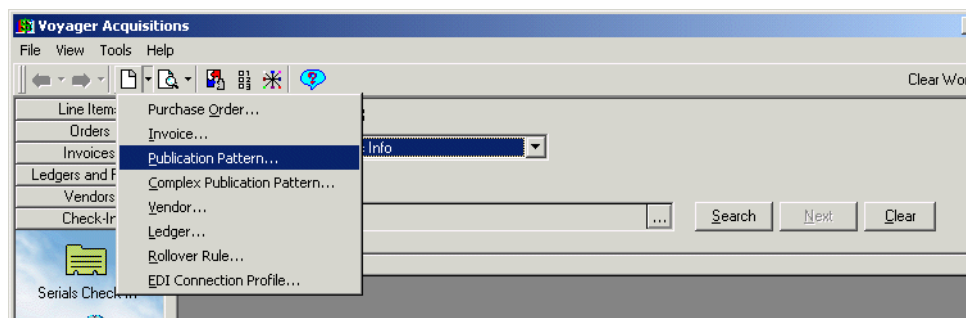 Voyager Acquisitions
File View Tools Help
Clear Wo
Line Item
Orders
Invoices
Ledgers and F
Vendors
Check-In
Purchase Order...
Invoice...
Publication Pattern...
Complex Publication Pattern...
Vendor...
Ledger...
Rollover Rule...
EDI Connection Profile...
Info
... Search Next Clear
Serials Check-In